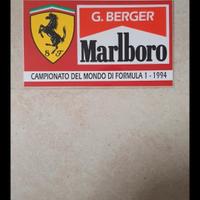 G. BERGER
Marlboro
S F
CAMPIONATO DEL MONDO DI FORMULA 1 - 1994